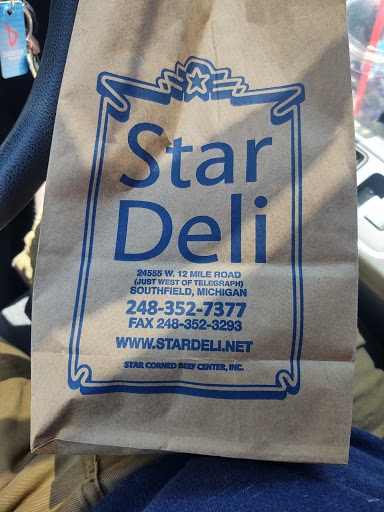 Star
Deli
24555 W. 12 MILE ROAD
(JUST WEST OF TELEGRAPH)
SOUTHFIELD, MICHIGAN
248-352-7377
FAX 248-352-3293
WWW.STARDELI.NET
STAR CORNED BEEF CENTER, INC.